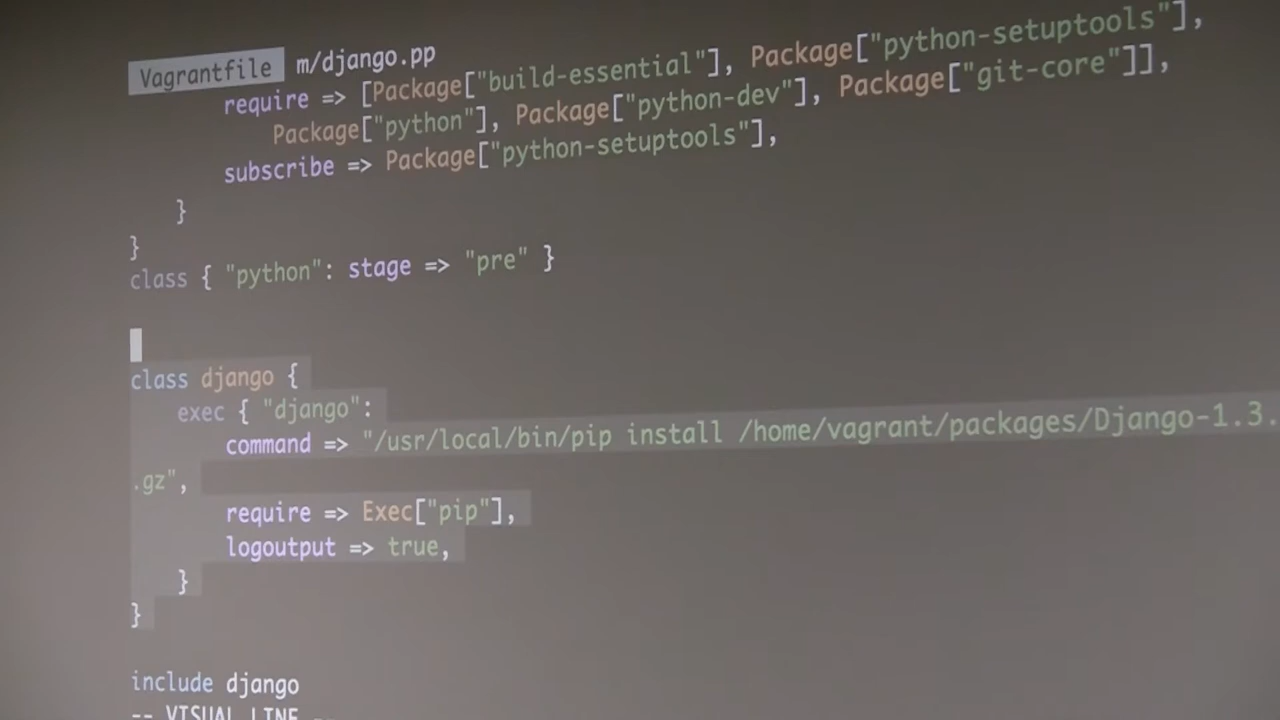 Vagrantfile m/django.pp
require => [Package["build-essential"], Package["python-setuptools"],
Package["python"], Package["python-dev"], Package["git-core"]],
subscribe => Package["python-setuptools"],
}
}
class { "python": stage => "pre" }
class django {
exec { "django":
command => "/usr/local/bin/pip install /home/vagrant/packages/Django-1.3.
.gz",
require => Exec["pip"],
logoutput => true,
}
}
include django
-- VISUAL LINE --